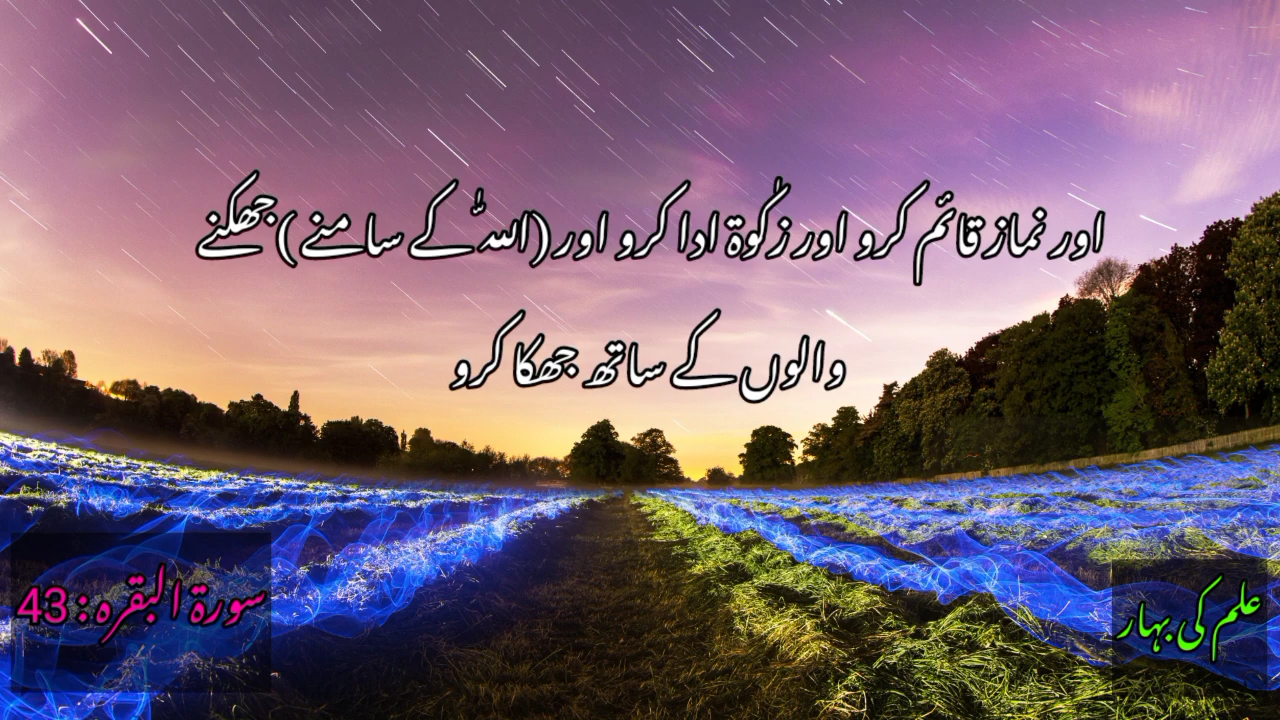 اور نماز قائم کرو اور زکوٰۃ ادا کرو اور (اللہ کے سامنے) جھکنے
والوں کے ساتھ جھکا کرو
علم کی بہار
سورۃ البقرہ : 43